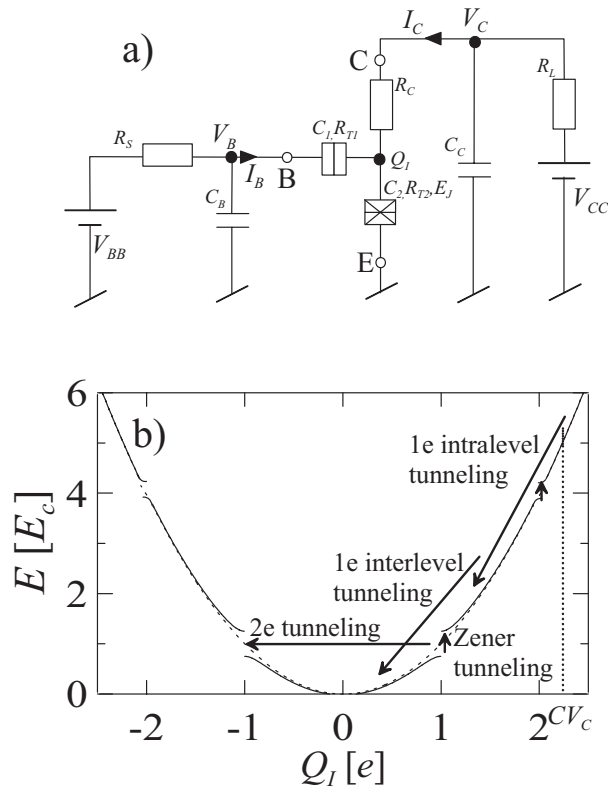 a)
I_C
V_C
C
R_C
R_L
R_S
V_B
C_1,R_T1
Q_I
C_C
I_B
B
C_B
C_2,R_T2,E_J
V_BB
V_CC
E
b)
E [E_c]
6
4
2
0
1e intralevel
tunneling
1e interlevel
tunneling
2e tunneling
Zener
tunneling
-2
-1
0
1
2
CV_C
Q_I [e]